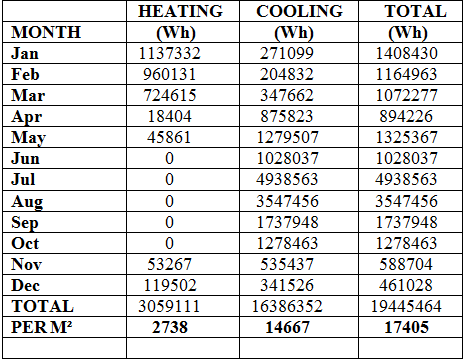 HEATING COOLING TOTAL
MONTH (Wh) (Wh) (Wh)
Jan 1137332 271099 1408430
Feb 960131 204832 1164963
Mar 724615 347662 1072277
Apr 18404 875823 894226
May 45861 1279507 1325367
Jun 0 1028037 1028037
Jul 0 4938563 4938563
Aug 0 3547456 3547456
Sep 0 1737948 1737948
Oct 0 1278463 1278463
Nov 53267 535437 588704
Dec 119502 341526 461028
TOTAL 3059111 16386352 19445464
PER M² 2738 14667 17405